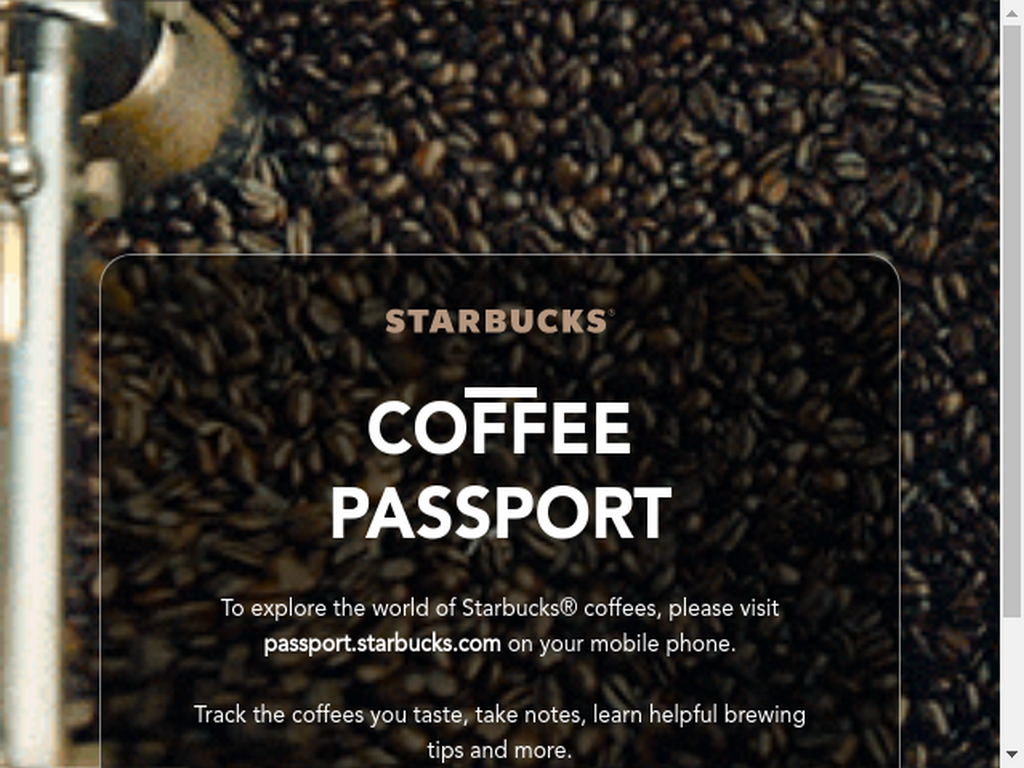 STARBUCKS®
COFFEE
PASSPORT
To explore the world of Starbucks® coffees, please visit
passport.starbucks.com on your mobile phone.
Track the coffees you taste, take notes, learn helpful brewing
tips and more.